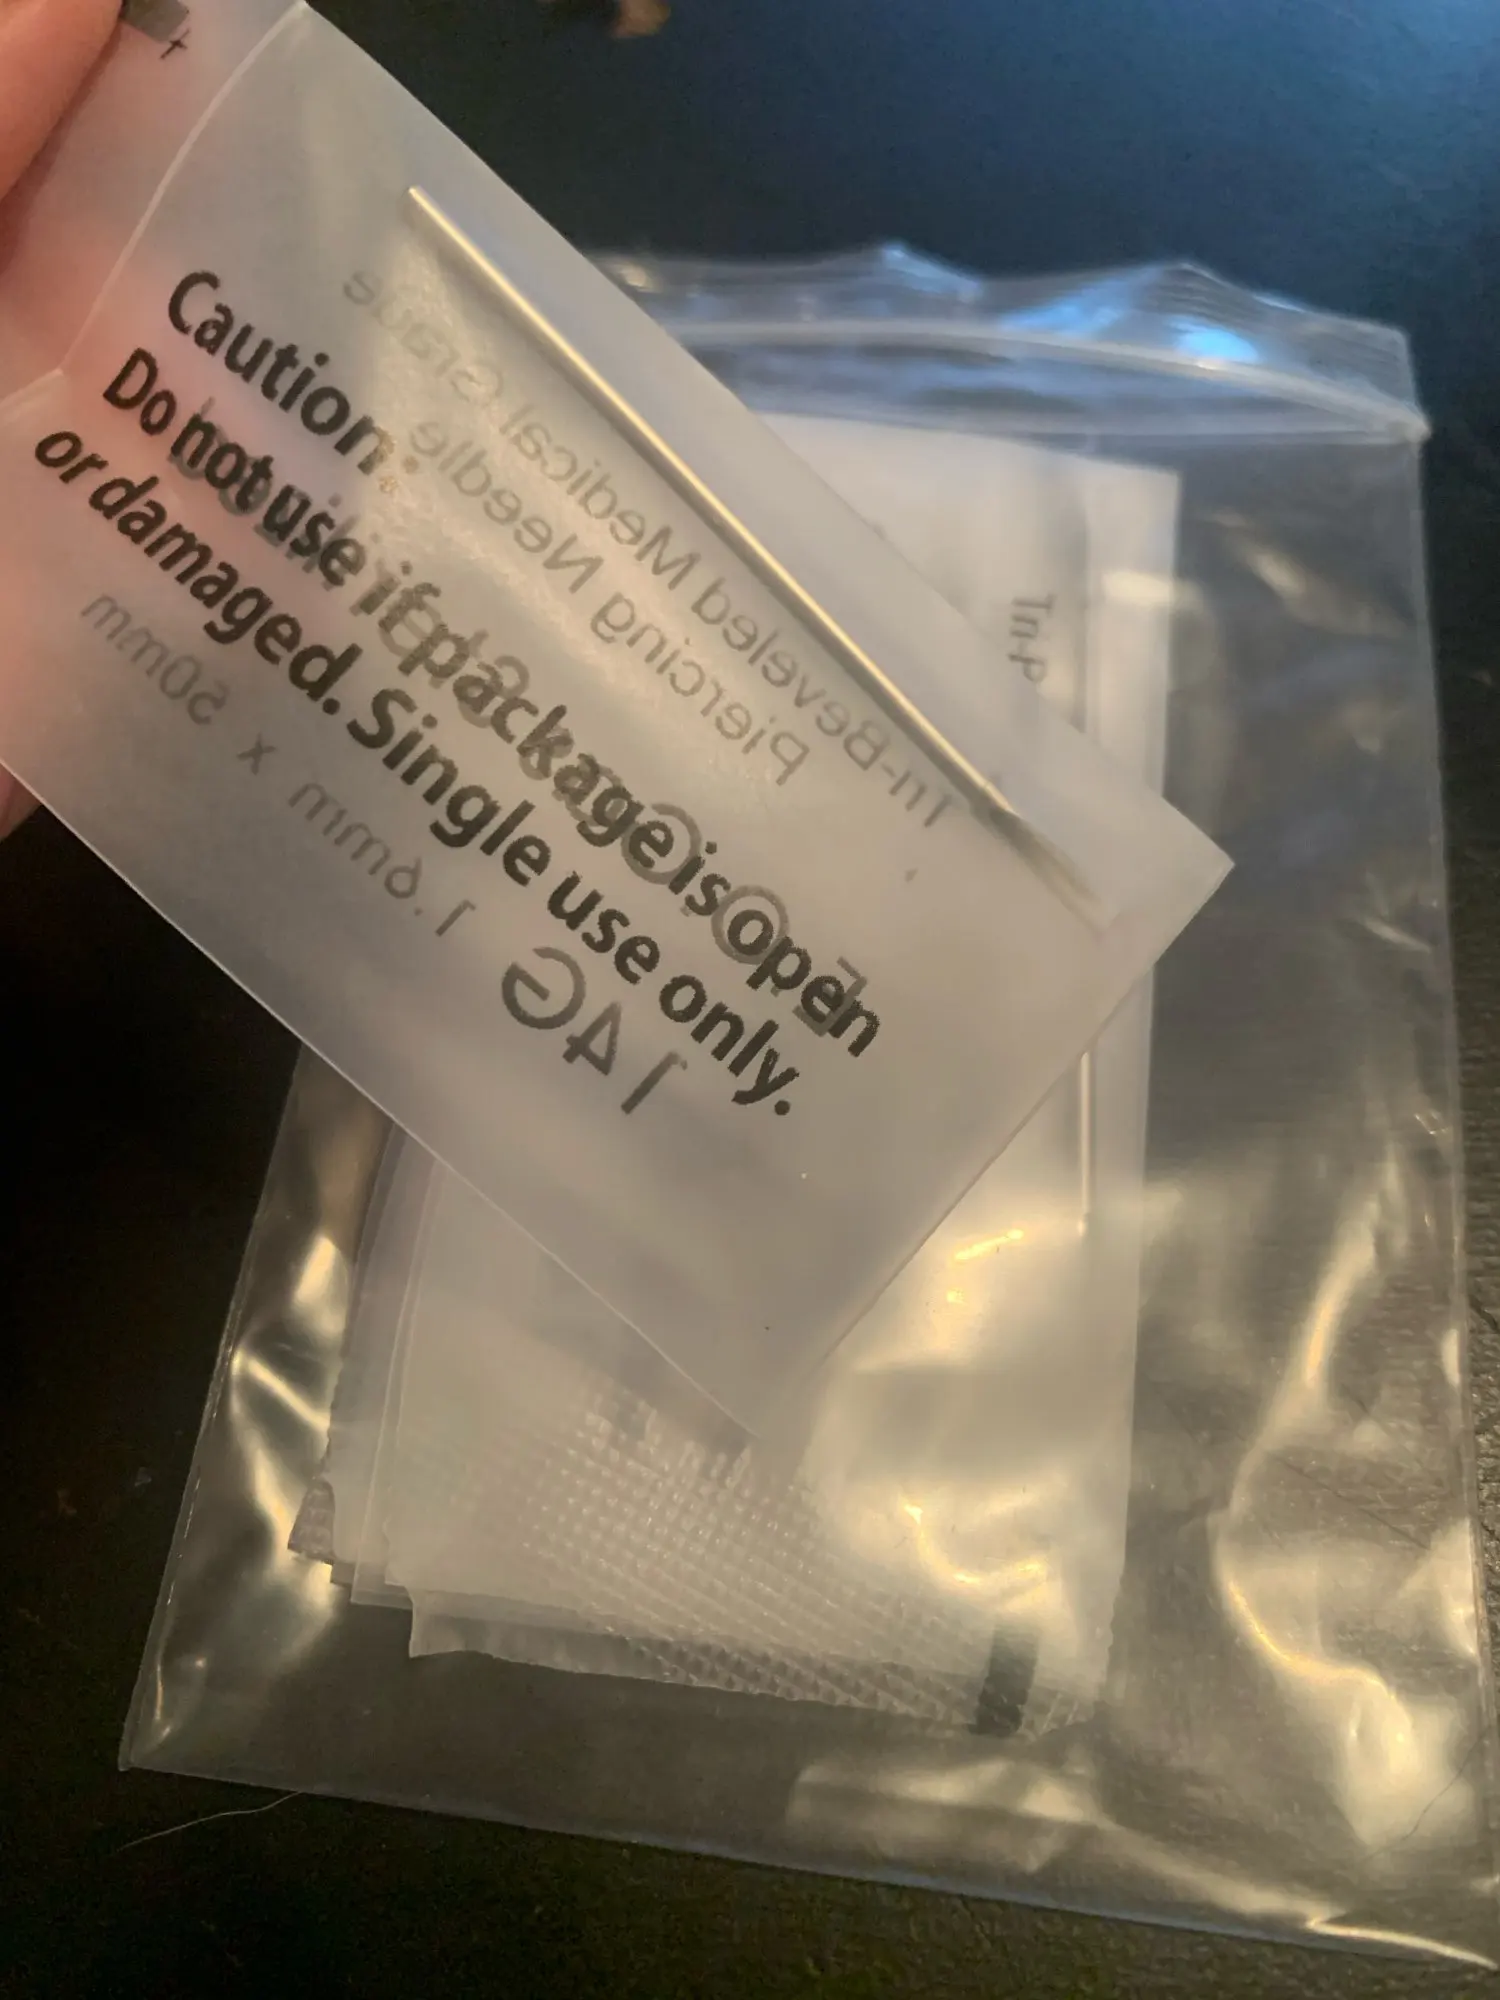 Caution:
Do not use if package is open
or damaged. Single use only.
Tri-Beveled Medical Grade
Piercing Needle
14G
1.6mm x 50mm
Tri-P